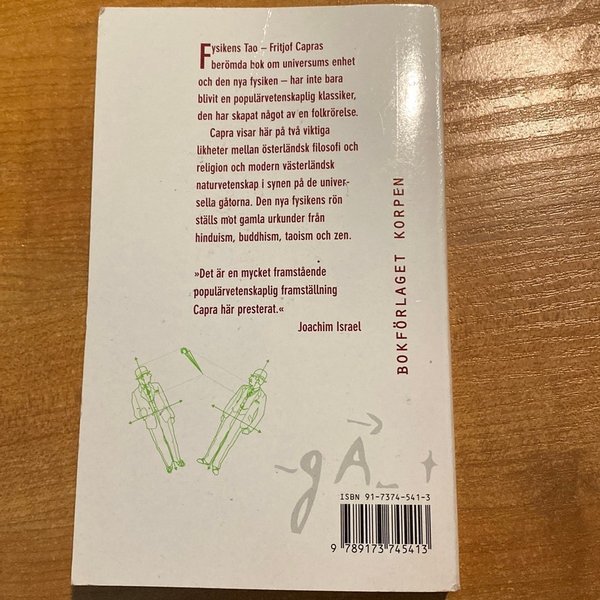 Fysikens Tao – Fritjof Capras
berömda bok om universums enhet
och den nya fysiken – har inte bara
blivit en populärvetenskaplig klassiker,
den har skapat något av en folkrörelse.
Capra visar här på två viktiga
likheter mellan österländsk filosofi och
religion och modern västerländsk
naturvetenskap i synen på de univer-
sella gåtorna. Den nya fysikens rön
ställs mot gamla urkunder från
hinduism, buddhism, taoism och zen.
»Det är en mycket framstående
populärvetenskaplig framställning
Capra här presterat.«
Joachim Israel
BOKFÖRLAGET KORPEN
ISBN 91-7374-541-3
9 789173 745413